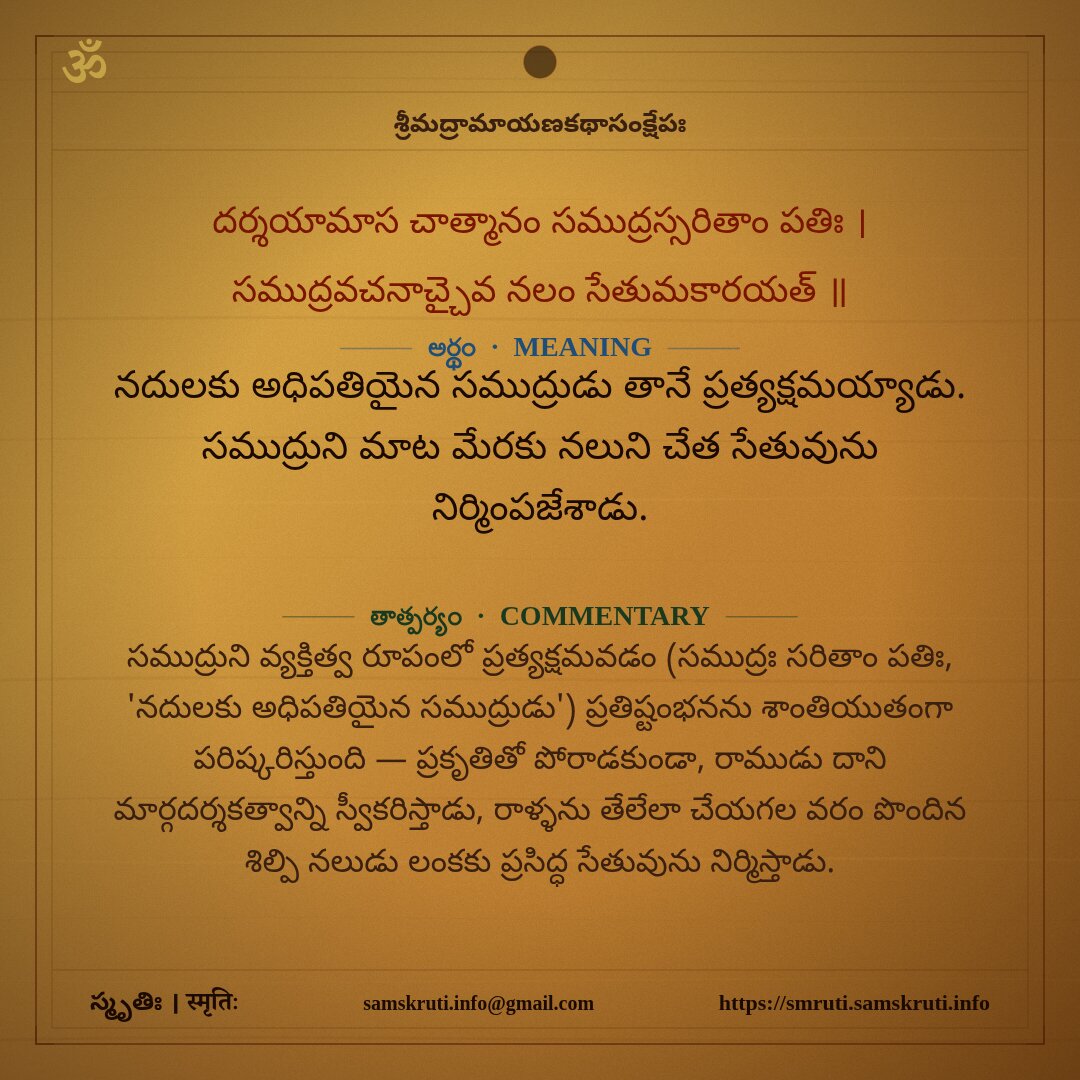 ॐ
శ్రీమద్రామాయణకథాసంక్షేపః
దర్శయామాస చాత్మానం సముద్రస్సరితాం పతిః |
సముద్రవచనాచ్చైవ నలం సేతుమకారయత్ ||
అర్థం · MEANING
నదులకు అధిపతియైన సముద్రుడు తానే ప్రత్యక్షమయ్యాడు.
సముద్రుని మాట మేరకు నలుని చేత సేతువును
నిర్మింపజేశాడు.
తాత్పర్యం · COMMENTARY
సముద్రుని వ్యక్తిత్వ రూపంలో ప్రత్యక్షమవడం (సముద్రః సరితాం పతిః,
'నదులకు అధిపతియైన సముద్రుడు') ప్రతిష్టంభనను శాంతియుతంగా
పరిష్కరిస్తుంది — ప్రకృతితో పోరాడకుండా, రాముడు దాని
మార్గదర్శకత్వాన్ని స్వీకరిస్తాడు, రాళ్ళను తేలేలా చేయగల వరం పొందిన
శిల్పి నలుడు లంకకు ప్రసిద్ధ సేతువును నిర్మిస్తాడు.
స్మృతిః | स्मृतिः samskruti.info@gmail.com https://smruti.samskruti.info